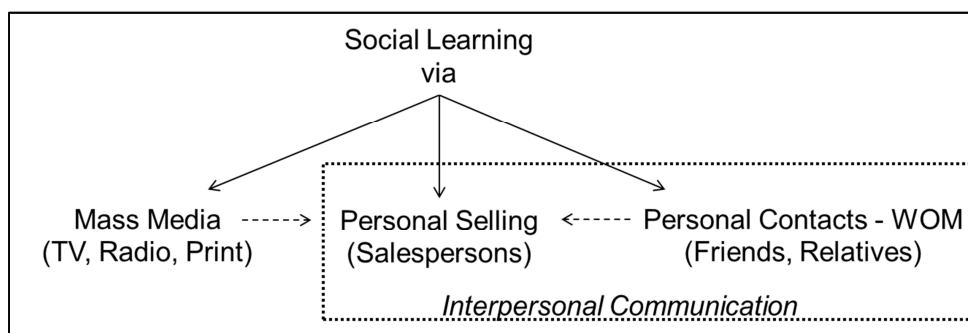 Social Learning
via
Mass Media
(TV, Radio, Print)
Personal Selling
(Salespersons)
Personal Contacts - WOM
(Friends, Relatives)
Interpersonal Communication